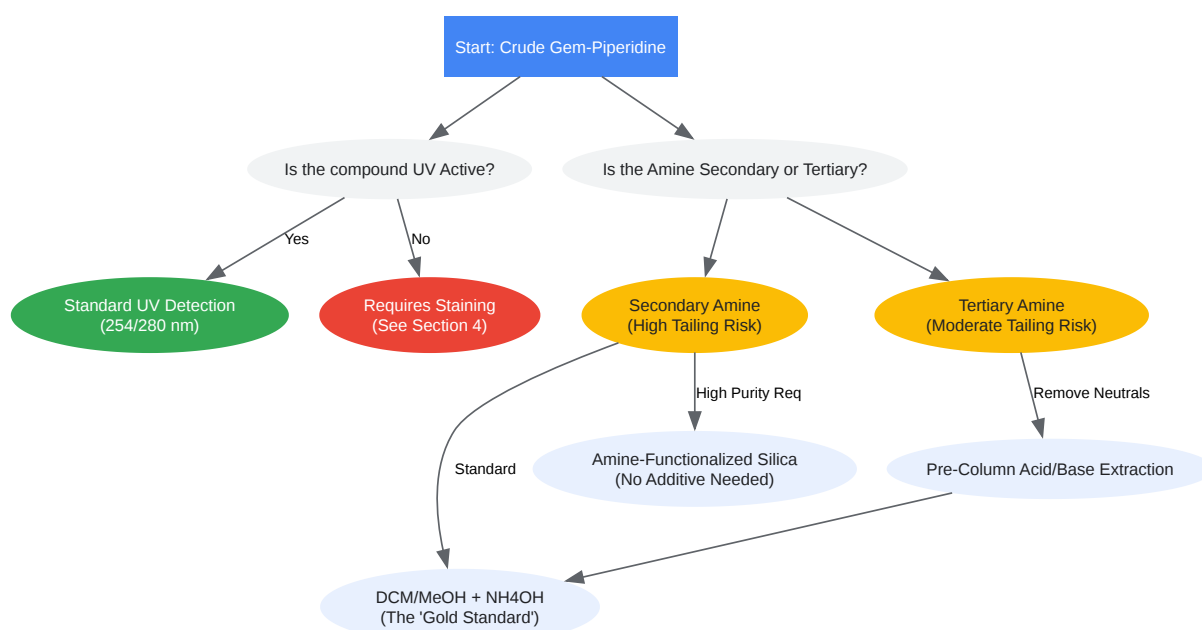 Start: Crude Gem-Piperidine
Is the compound UV Active?
Is the Amine Secondary or Tertiary?
Yes
No
Standard UV Detection
(254/280 nm)
Requires Staining
(See Section 4)
Secondary Amine
(High Tailing Risk)
Tertiary Amine
(Moderate Tailing Risk)
High Purity Req
Remove Neutrals
Standard
Amine-Functionalized Silica
(No Additive Needed)
Pre-Column Acid/Base Extraction
DCM/MeOH + NH4OH
(The 'Gold Standard')